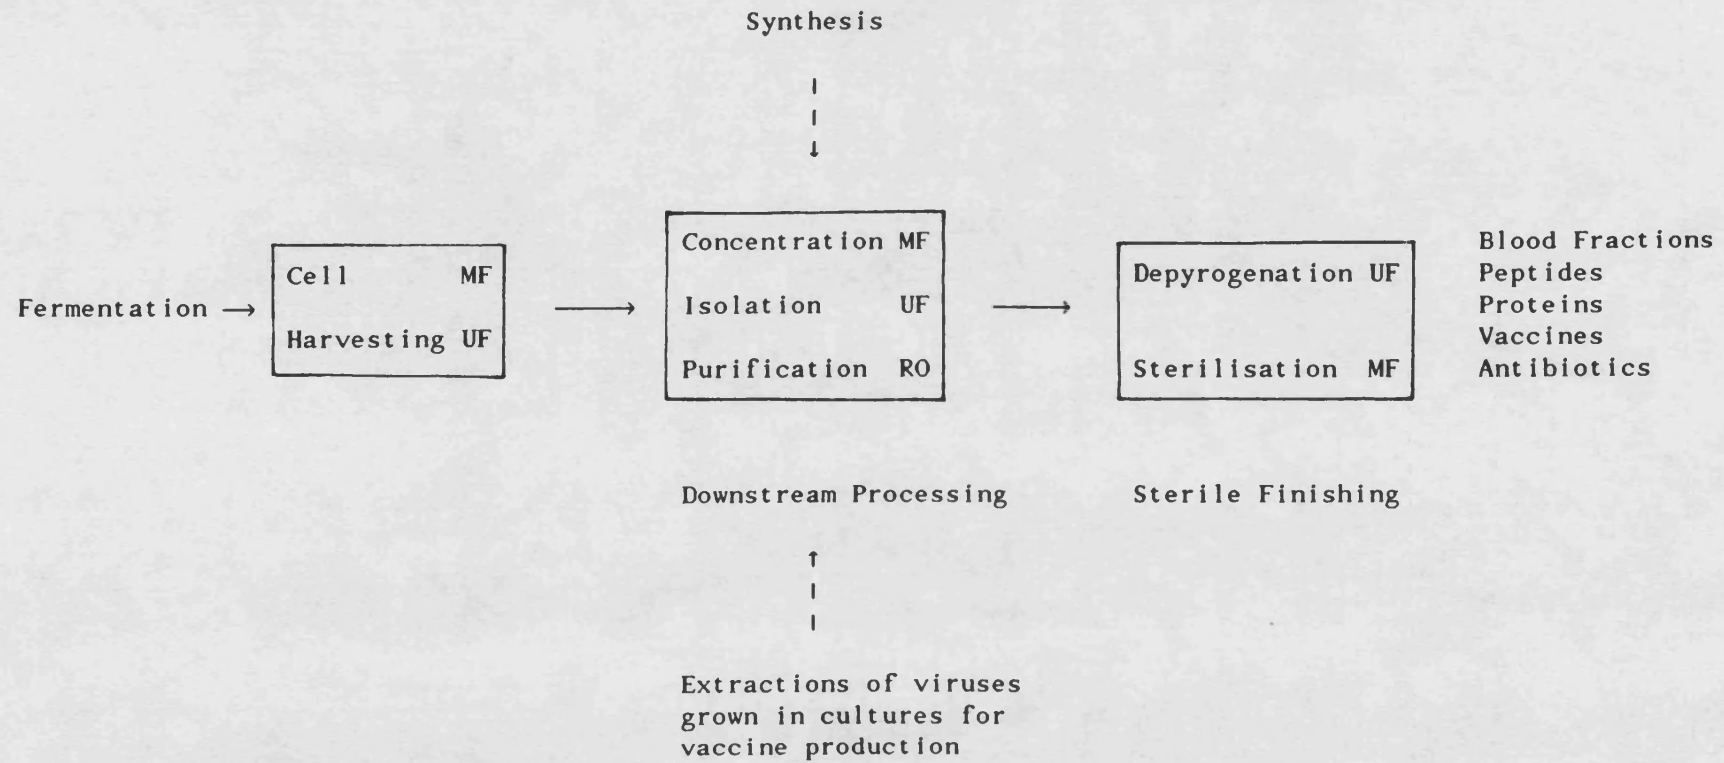 Synthesis
Fermentation →
Cell MF
Harvesting UF
Concentration MF
Isolation UF
Purification RO
Depyrogenation UF
Sterilisation MF
Blood Fractions
Peptides
Proteins
Vaccines
Antibiotics
Downstream Processing
Sterile Finishing
Extractions of viruses
grown in cultures for
vaccine production